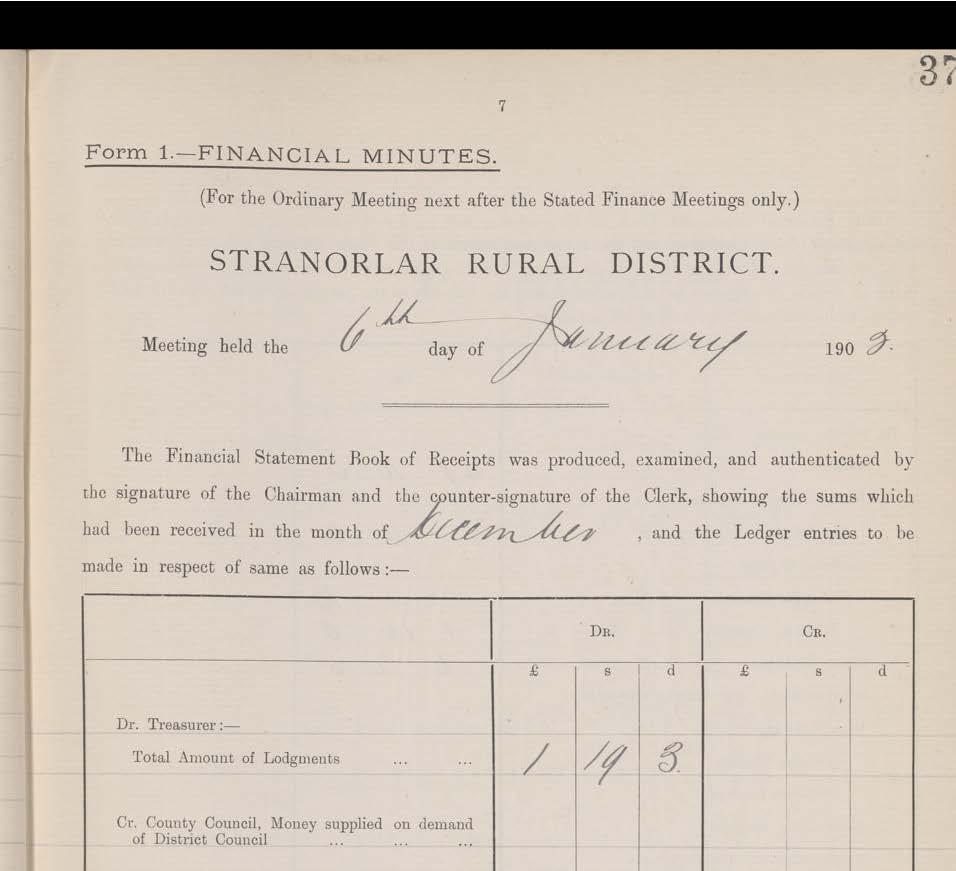 37
7
Form 1.—FINANCIAL MINUTES.
(For the Ordinary Meeting next after the Stated Finance Meetings only.)
STRANORLAR RURAL DISTRICT.
Meeting held the 6th day of January 1903.
The Financial Statement Book of Receipts was produced, examined, and authenticated by
the signature of the Chairman and the counter-signature of the Clerk, showing the sums which
had been received in the month of December , and the Ledger entries to be
made in respect of same as follows :—
DR. CR.
£ s d £ s d
Dr. Treasurer :—
Total Amount of Lodgments ... ... 1 19 3.
Cr. County Council, Money supplied on demand
of District Council ... ... ...